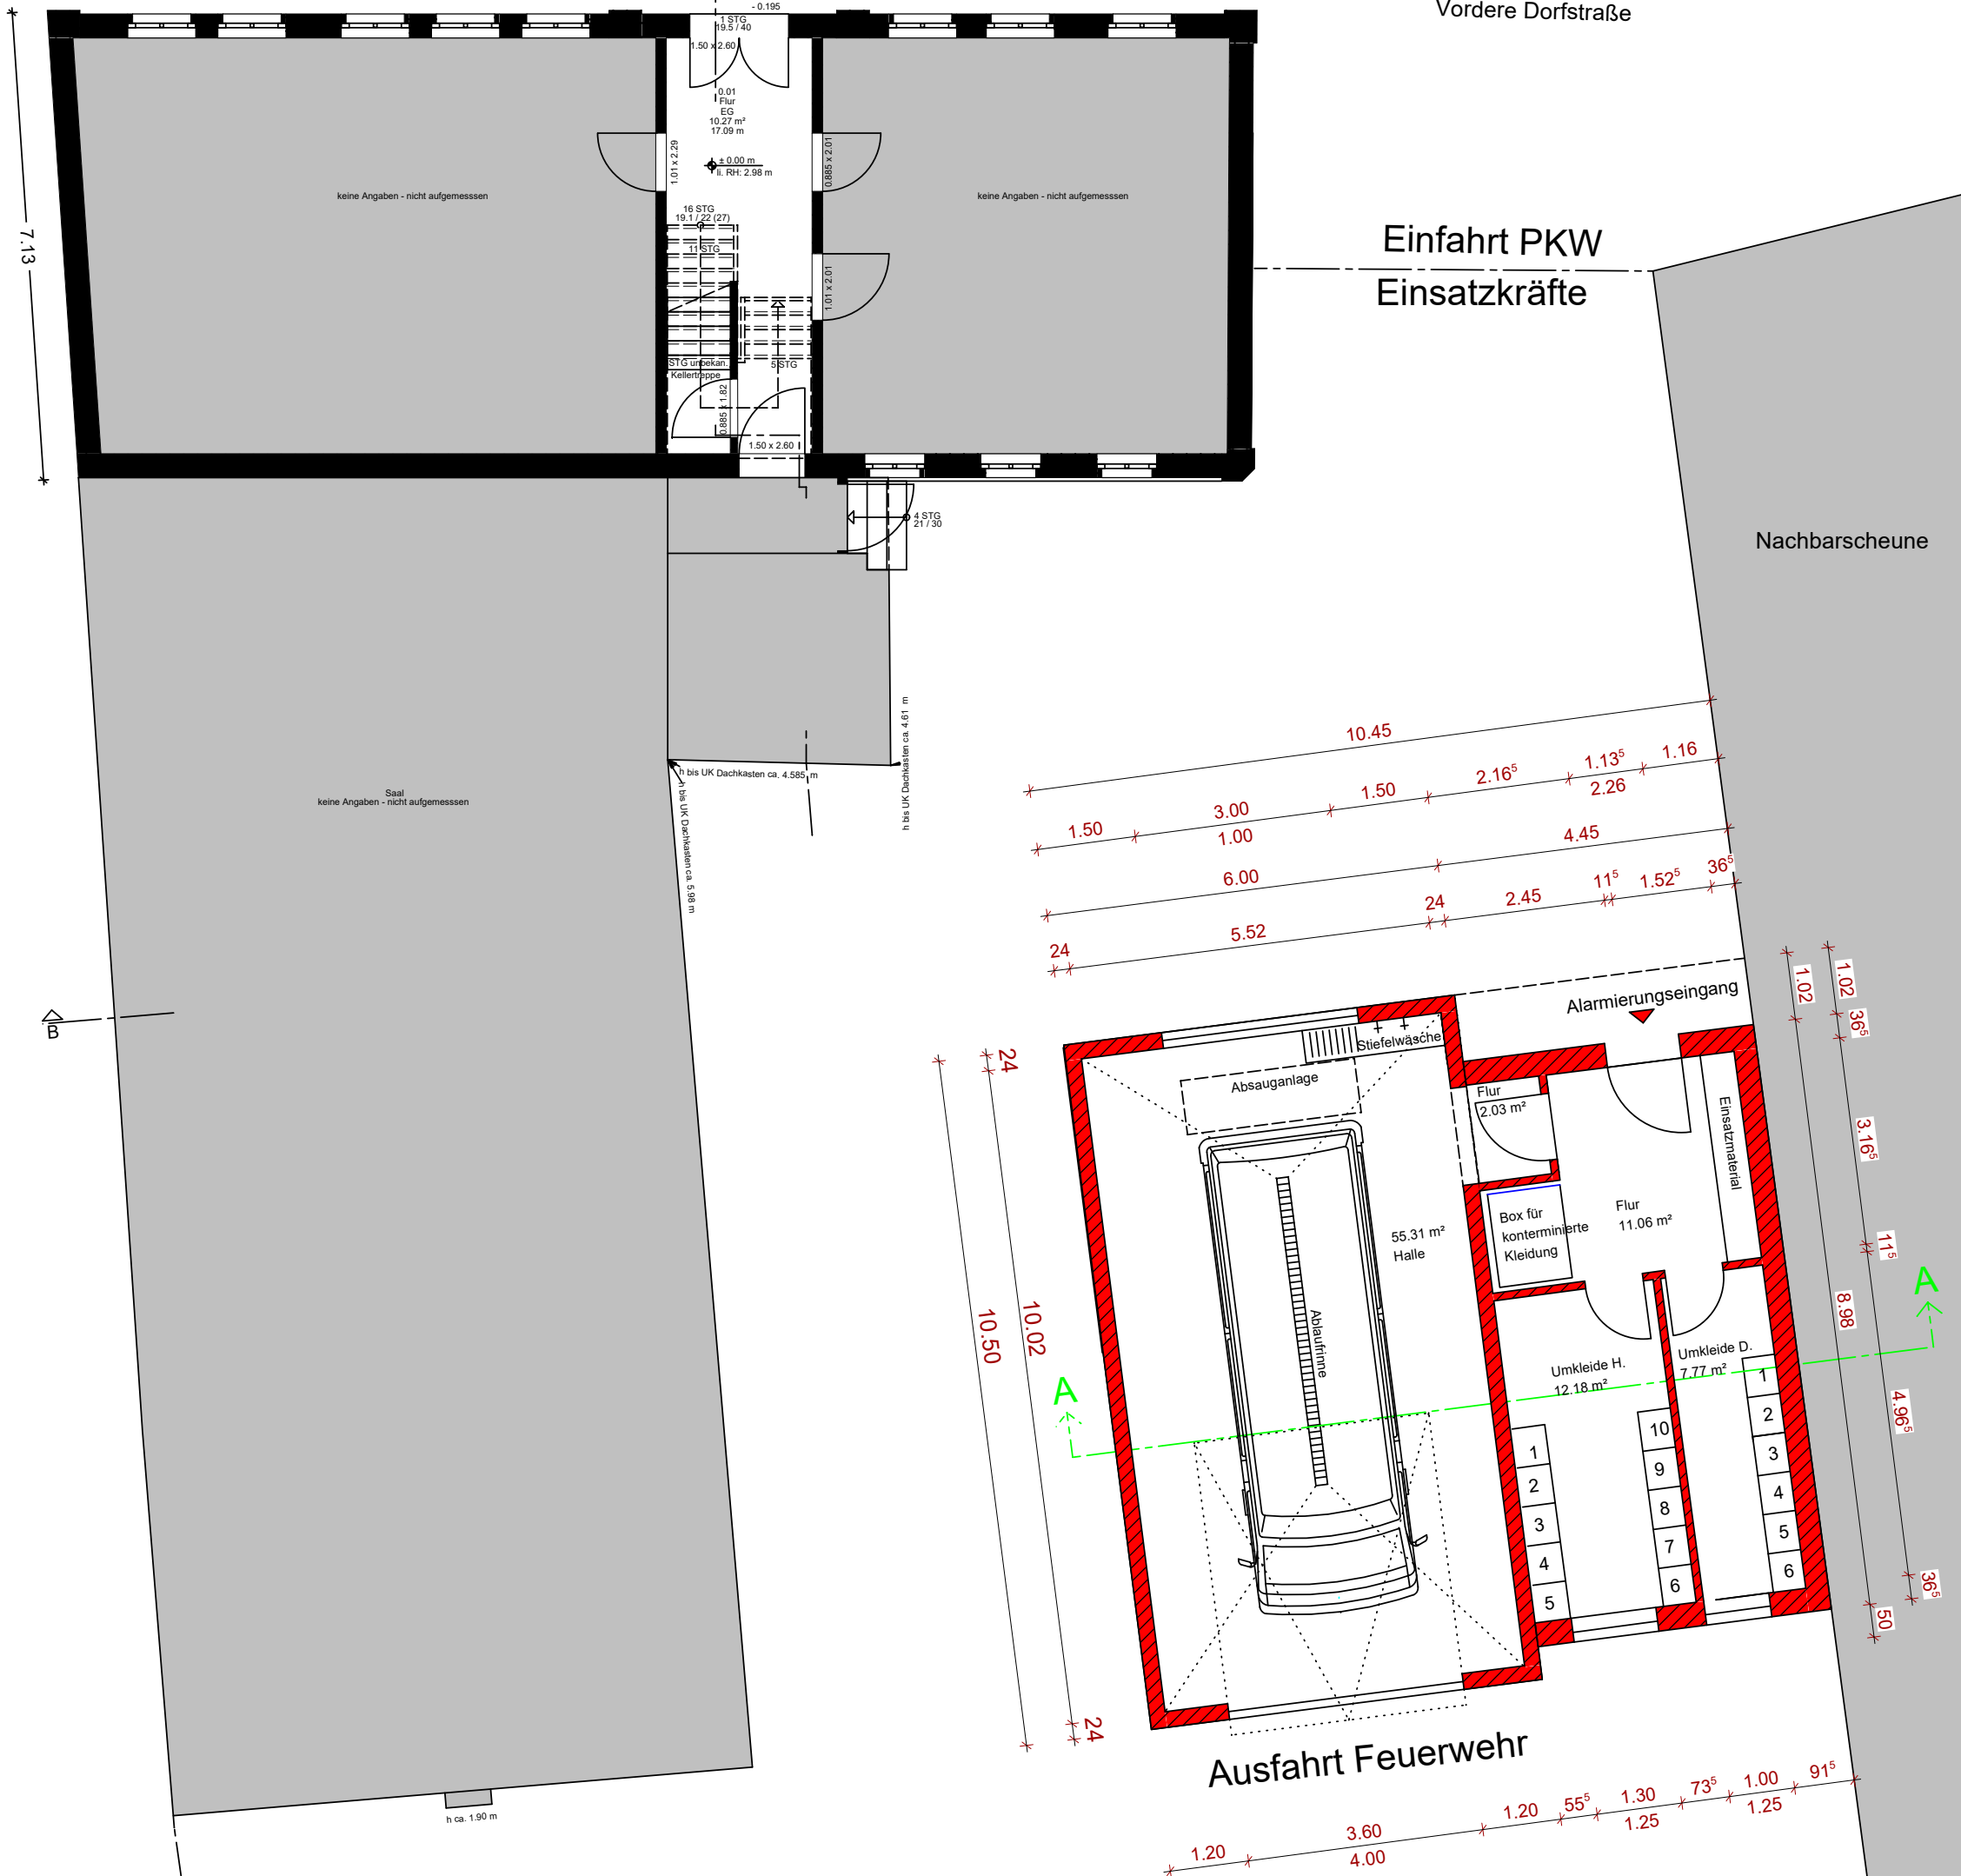 Vordere Dorfstraße
- 0.195
1 STG
19.5 / 40
1.50 x 2.60
0.01
Flur
EG
10.27 m²
17.09 m
± 0.00 m
li. RH: 2.98 m
1.01 x 2.29
0.885 x 2.01
1.01 x 2.01
keine Angaben - nicht aufgemesssen
keine Angaben - nicht aufgemesssen
7.13
16 STG
19.1 / 22 (27)
11 STG
STG unbekan.
Kellertreppe
5 STG
0.885 x 1.82
1.50 x 2.60
4 STG
21 / 30
Einfahrt PKW
Einsatzkräfte
Nachbarscheune
h bis UK Dachkasten ca. 4.61 m
h bis UK Dachkasten ca. 4.585 m
h bis UK Dachkasten ca. 5.98 m
Saal
keine Angaben - nicht aufgemesssen
B
h ca. 1.90 m
10.45
1.50
3.00
1.00
1.50
2.16⁵
1.13⁵
2.26
1.16
6.00
4.45
24
5.52
24
2.45
11⁵
1.52⁵
36⁵
Alarmierungseingang
Stiefelwäsche
Absauganlage
Flur
2.03 m²
Einsatzmaterial
Box für
konterminierte
Kleidung
Flur
11.06 m²
55.31 m²
Halle
Ablaufrinne
Umkleide H.
12.18 m²
Umkleide D.
7.77 m²
1
2
3
4
5
10
9
8
7
6
1
2
3
4
5
6
A
A
24
10.02
10.50
24
1.02
1.02
36⁵
3.16⁵
11⁵
8.98
4.96⁵
36⁵
50
Ausfahrt Feuerwehr
1.20
3.60
4.00
1.20
55⁵
1.30
1.25
73⁵
1.00
1.25
91⁵